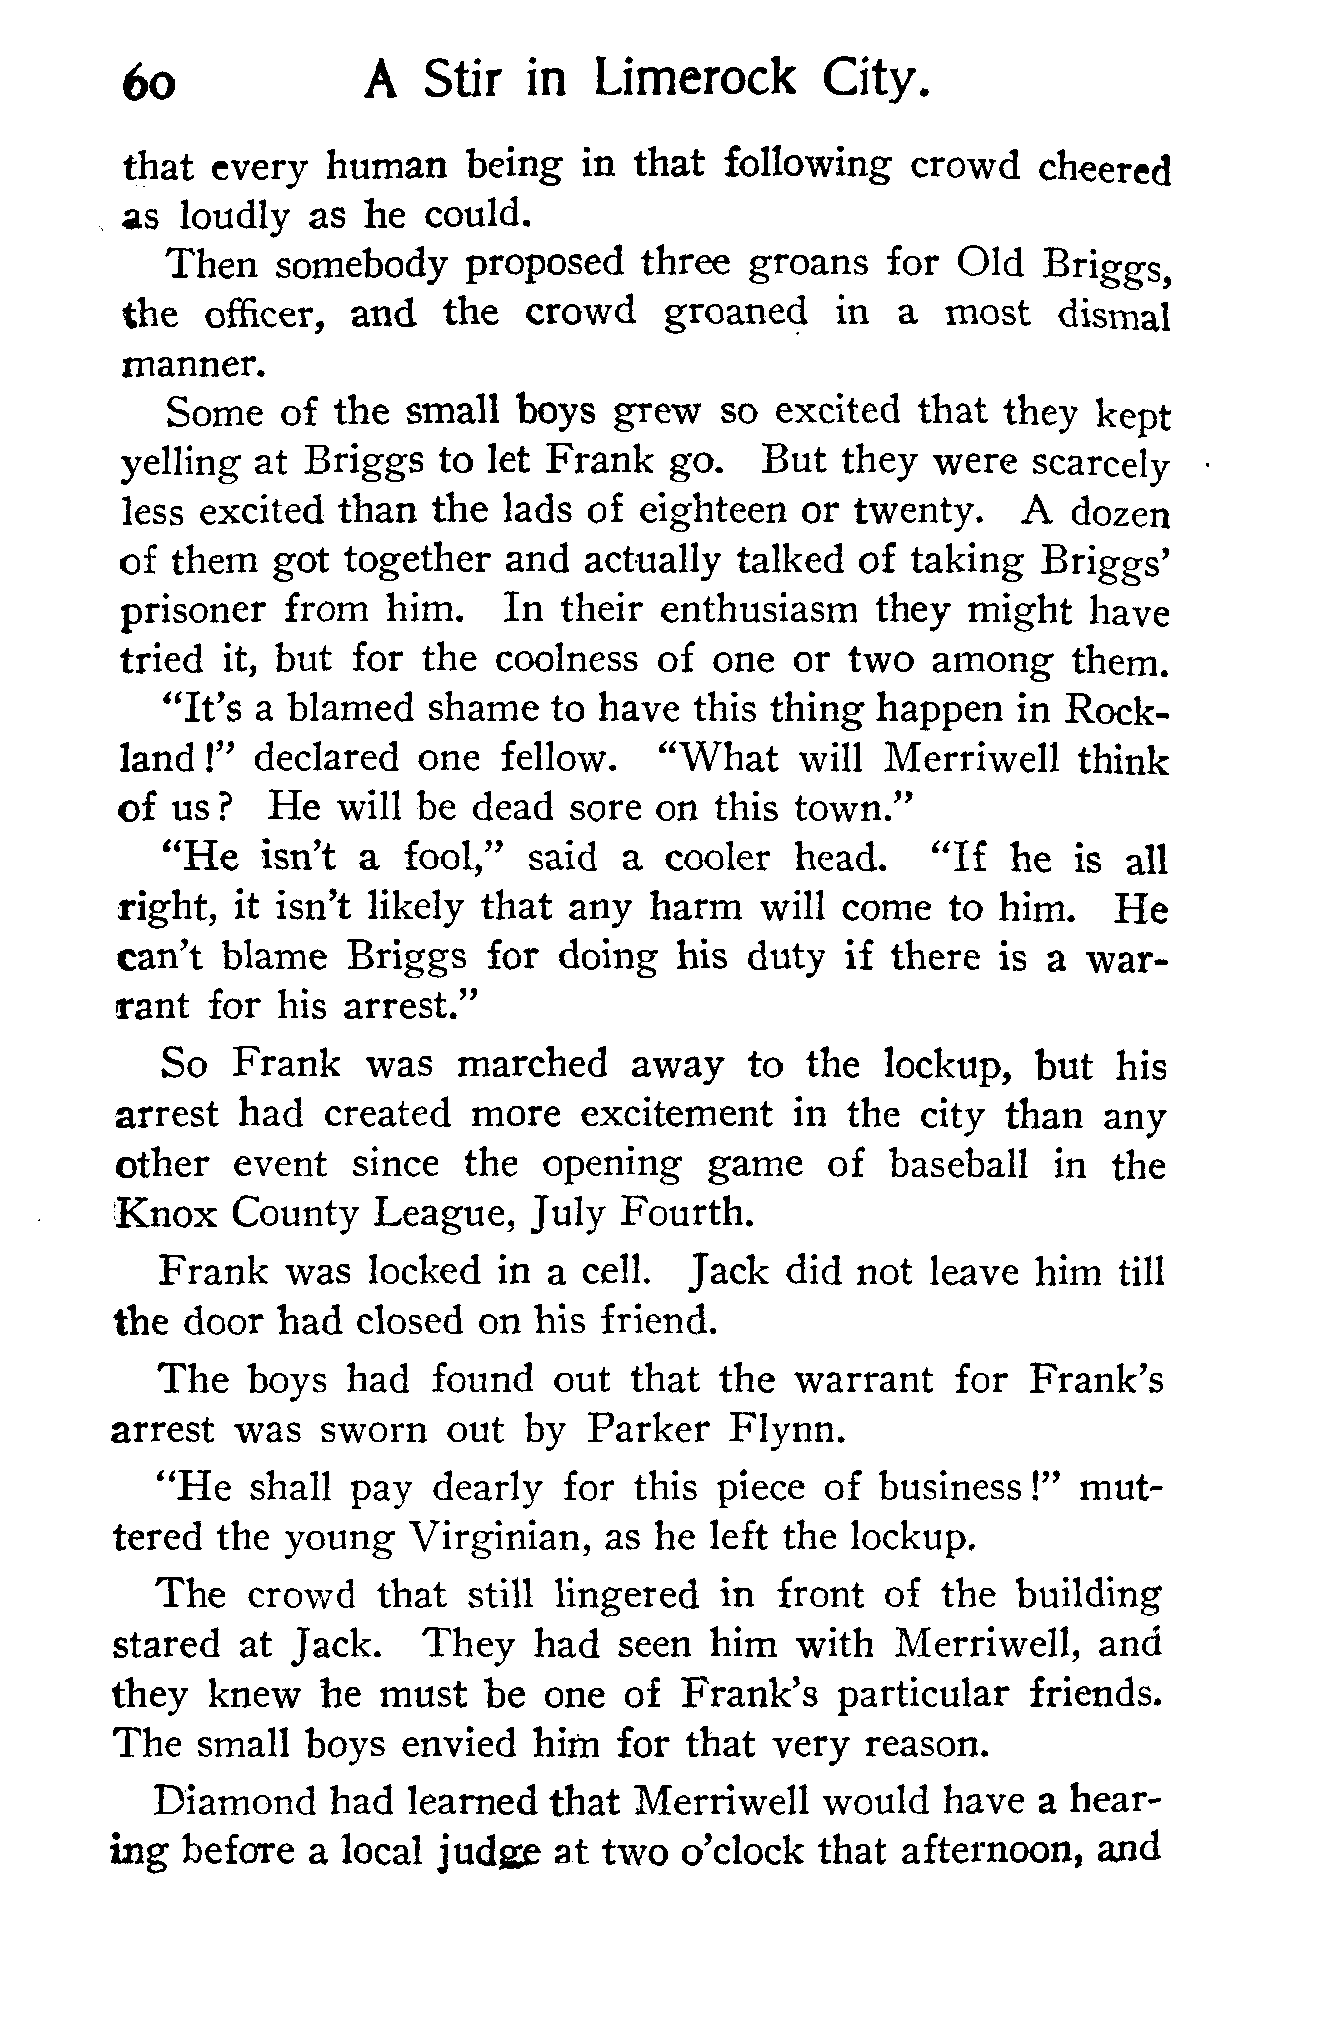 60 A Stir in Limerock City.
that every human being in that following crowd cheered
as loudly as he could.
Then somebody proposed three groans for Old Briggs,
the officer, and the crowd groaned in a most dismal
manner.
Some of the small boys grew so excited that they kept
yelling at Briggs to let Frank go. But they were scarcely
less excited than the lads of eighteen or twenty. A dozen
of them got together and actually talked of taking Briggs’
prisoner from him. In their enthusiasm they might have
tried it, but for the coolness of one or two among them.
“It’s a blamed shame to have this thing happen in Rock-
land!” declared one fellow. “What will Merriwell think
of us? He will be dead sore on this town.”
“He isn’t a fool,” said a cooler head. “If he is all
right, it isn’t likely that any harm will come to him. He
can’t blame Briggs for doing his duty if there is a war-
rant for his arrest.”
So Frank was marched away to the lockup, but his
arrest had created more excitement in the city than any
other event since the opening game of baseball in the
Knox County League, July Fourth.
Frank was locked in a cell. Jack did not leave him till
the door had closed on his friend.
The boys had found out that the warrant for Frank’s
arrest was sworn out by Parker Flynn.
“He shall pay dearly for this piece of business!” mut-
tered the young Virginian, as he left the lockup.
The crowd that still lingered in front of the building
stared at Jack. They had seen him with Merriwell, and
they knew he must be one of Frank’s particular friends.
The small boys envied him for that very reason.
Diamond had learned that Merriwell would have a hear-
ing before a local judge at two o’clock that afternoon, and